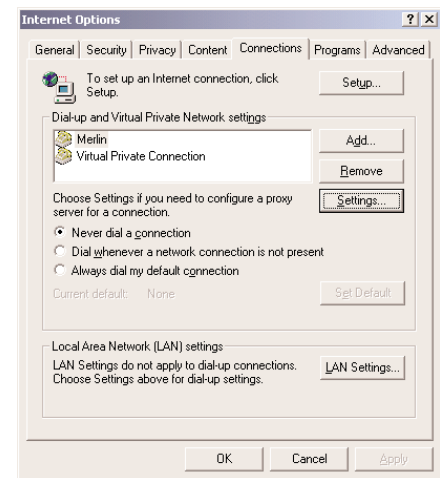 Internet Options
General Security Privacy Content Connections Programs Advanced
To set up an Internet connection, click
Setup.
Setup...
Dial-up and Virtual Private Network settings
Merlin
Virtual Private Connection
Add...
Remove
Choose Settings if you need to configure a proxy
server for a connection.
Settings...
Never dial a connection
Dial whenever a network connection is not present
Always dial my default connection
Current default: None
Set Default
Local Area Network (LAN) settings
LAN Settings do not apply to dial-up connections.
Choose Settings above for dial-up settings.
LAN Settings...
OK Cancel Apply